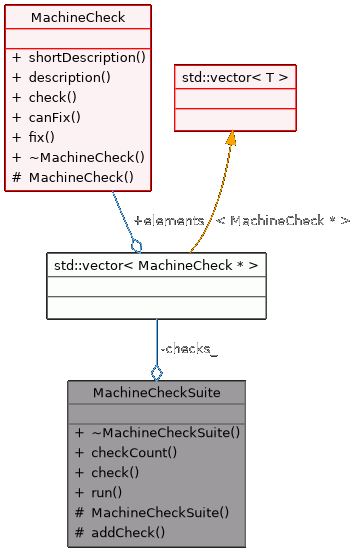 MachineCheck
+ shortDescription()
+ description()
+ check()
+ canFix()
+ fix()
+ ~MachineCheck()
# MachineCheck()
std::vector< T >
+elements
< MachineCheck * >
std::vector< MachineCheck * >
-checks_
MachineCheckSuite
+ ~MachineCheckSuite()
+ checkCount()
+ check()
+ run()
# MachineCheckSuite()
# addCheck()